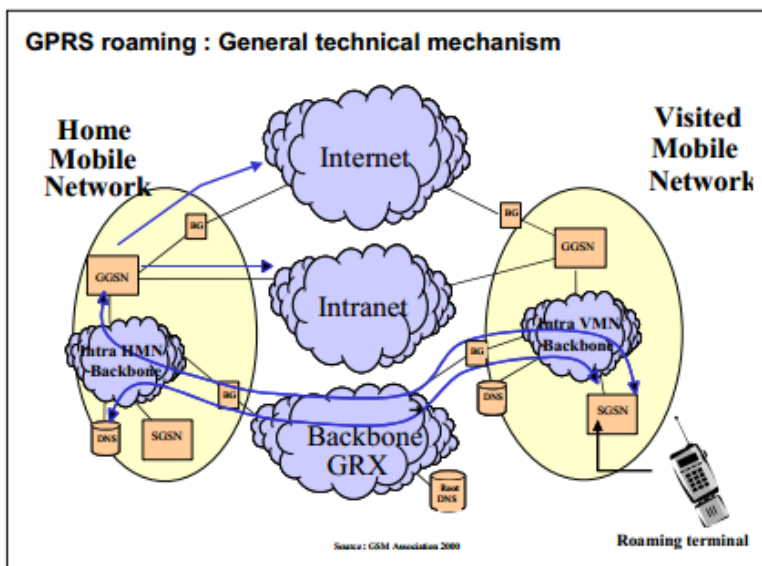 GPRS roaming : General technical mechanism
Home
Mobile
Network
Visited
Mobile
Network
Internet
BG
BG
GGSN
GGSN
Intranet
Intra HMN
Backbone
Intra VMN
Backbone
BG
BG
DNS
SGSN
DNS
SGSN
Backbone
GRX
Root
DNS
Source : GSM Association 2000
Roaming terminal